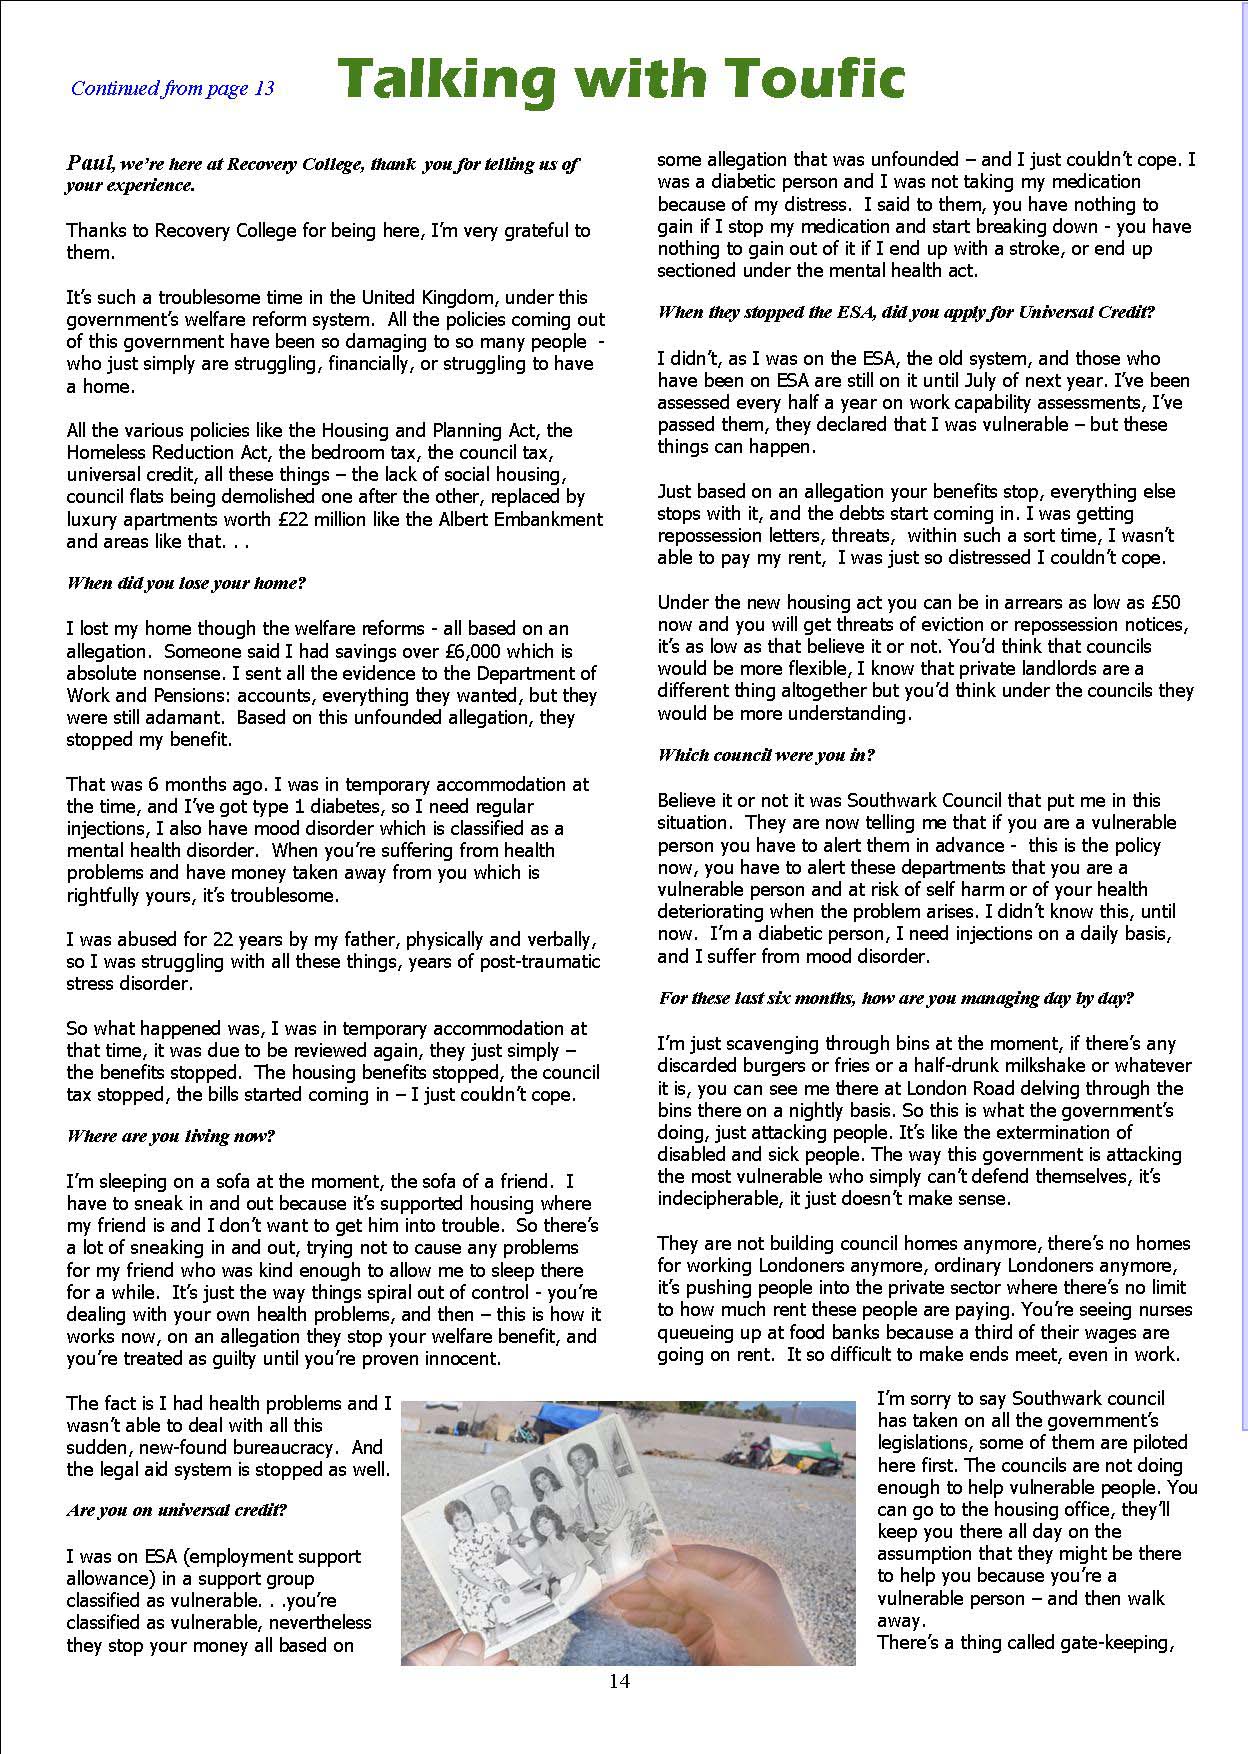 Continued from page 13
Talking with Toufic
Paul, we're here at Recovery College, thank  you for telling us of
your experience.
Thanks to Recovery College for being here, I'm very grateful to
them.
It's such a troublesome time in the United Kingdom, under this
government's welfare reform system.  All the policies coming out
of this government have been so damaging to so many people  -
who just simply are struggling, financially, or struggling to have
a home.
All the various policies like the Housing and Planning Act, the
Homeless Reduction Act, the bedroom tax, the council tax,
universal credit, all these things – the lack of social housing,
council flats being demolished one after the other, replaced by
luxury apartments worth £22 million like the Albert Embankment
and areas like that. . .
When did you lose your home?
I lost my home though the welfare reforms - all based on an
allegation.  Someone said I had savings over £6,000 which is
absolute nonsense. I sent all the evidence to the Department of
Work and Pensions: accounts, everything they wanted, but they
were still adamant.  Based on this unfounded allegation, they
stopped my benefit.
That was 6 months ago. I was in temporary accommodation at
the time, and I've got type 1 diabetes, so I need regular
injections, I also have mood disorder which is classified as a
mental health disorder.  When you're suffering from health
problems and have money taken away from you which is
rightfully yours, it's troublesome.
I was abused for 22 years by my father, physically and verbally,
so I was struggling with all these things, years of post-traumatic
stress disorder.
So what happened was, I was in temporary accommodation at
that time, it was due to be reviewed again, they just simply –
the benefits stopped.  The housing benefits stopped, the council
tax stopped, the bills started coming in – I just couldn't cope.
Where are you living now?
I'm sleeping on a sofa at the moment, the sofa of a friend.  I
have to sneak in and out because it's supported housing where
my friend is and I don't want to get him into trouble.  So there's
a lot of sneaking in and out, trying not to cause any problems
for my friend who was kind enough to allow me to sleep there
for a while.  It's just the way things spiral out of control - you're
dealing with your own health problems, and then – this is how it
works now, on an allegation they stop your welfare benefit, and
you're treated as guilty until you're proven innocent.
The fact is I had health problems and I
wasn't able to deal with all this
sudden, new-found bureaucracy.  And
the legal aid system is stopped as well.
Are you on universal credit?
I was on ESA (employment support
allowance) in a support group
classified as vulnerable. . .you're
classified as vulnerable, nevertheless
they stop your money all based on
some allegation that was unfounded – and I just couldn't cope. I
was a diabetic person and I was not taking my medication
because of my distress.  I said to them, you have nothing to
gain if I stop my medication and start breaking down - you have
nothing to gain out of it if I end up with a stroke, or end up
sectioned under the mental health act.
When they stopped the ESA, did you apply for Universal Credit?
I didn't, as I was on the ESA, the old system, and those who
have been on ESA are still on it until July of next year. I've been
assessed every half a year on work capability assessments, I've
passed them, they declared that I was vulnerable – but these
things can happen.
Just based on an allegation your benefits stop, everything else
stops with it, and the debts start coming in. I was getting
repossession letters, threats,  within such a sort time, I wasn't
able to pay my rent,  I was just so distressed I couldn't cope.
Under the new housing act you can be in arrears as low as £50
now and you will get threats of eviction or repossession notices,
it's as low as that believe it or not. You'd think that councils
would be more flexible, I know that private landlords are a
different thing altogether but you'd think under the councils they
would be more understanding.
Which council were you in?
Believe it or not it was Southwark Council that put me in this
situation.  They are now telling me that if you are a vulnerable
person you have to alert them in advance -  this is the policy
now, you have to alert these departments that you are a
vulnerable person and at risk of self harm or of your health
deteriorating when the problem arises. I didn't know this, until
now.  I'm a diabetic person, I need injections on a daily basis,
and I suffer from mood disorder.
For these last six months, how are you managing day by day?
I'm just scavenging through bins at the moment, if there's any
discarded burgers or fries or a half-drunk milkshake or whatever
it is, you can see me there at London Road delving through the
bins there on a nightly basis. So this is what the government's
doing, just attacking people. It's like the extermination of
disabled and sick people. The way this government is attacking
the most vulnerable who simply can't defend themselves, it's
indecipherable, it just doesn't make sense.
They are not building council homes anymore, there's no homes
for working Londoners anymore, ordinary Londoners anymore,
it's pushing people into the private sector where there's no limit
to how much rent these people are paying. You're seeing nurses
queueing up at food banks because a third of their wages are
going on rent.  It so difficult to make ends meet, even in work.
I'm sorry to say Southwark council
has taken on all the government's
legislations, some of them are piloted
here first. The councils are not doing
enough to help vulnerable people. You
can go to the housing office, they'll
keep you there all day on the
assumption that they might be there
to help you because you're a
vulnerable person – and then walk
away.
There's a thing called gate-keeping,
14